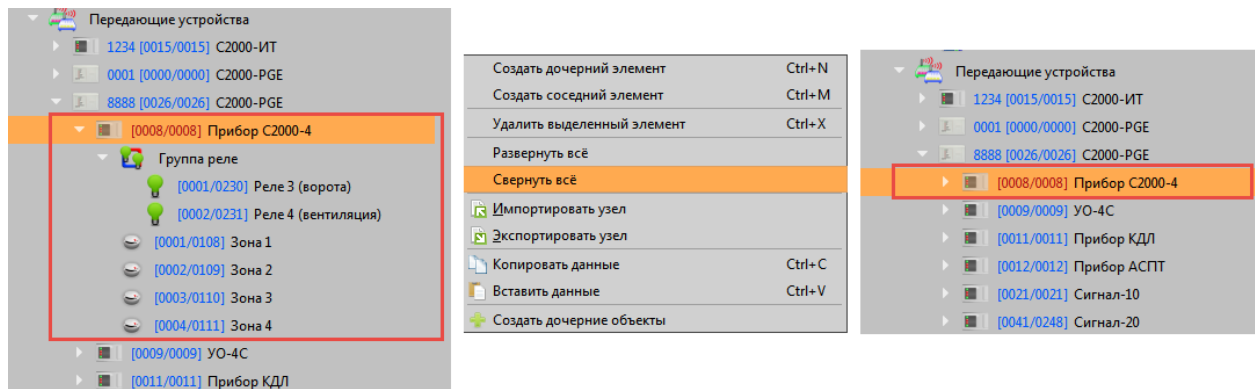 Передающие устройства
1234 [0015/0015] С2000-ИТ
0001 [0000/0000] С2000-PGE
8888 [0026/0026] С2000-PGE
[0008/0008] Прибор С2000-4
Группа реле
[0001/0230] Реле 3 (ворота)
[0002/0231] Реле 4 (вентиляция)
[0001/0108] Зона 1
[0002/0109] Зона 2
[0003/0110] Зона 3
[0004/0111] Зона 4
[0009/0009] УО-4С
[0011/0011] Прибор КДЛ
Создать дочерний элемент Ctrl+N
Создать соседний элемент Ctrl+M
Удалить выделенный элемент Ctrl+X
Развернуть всё
Свернуть всё
Импортировать узел
Экспортировать узел
Копировать данные Ctrl+C
Вставить данные Ctrl+V
Создать дочерние объекты
Передающие устройства
1234 [0015/0015] С2000-ИТ
0001 [0000/0000] С2000-PGE
8888 [0026/0026] С2000-PGE
[0008/0008] Прибор С2000-4
[0009/0009] УО-4С
[0011/0011] Прибор КДЛ
[0012/0012] Прибор АСПТ
[0021/0021] Сигнал-10
[0041/0248] Сигнал-20